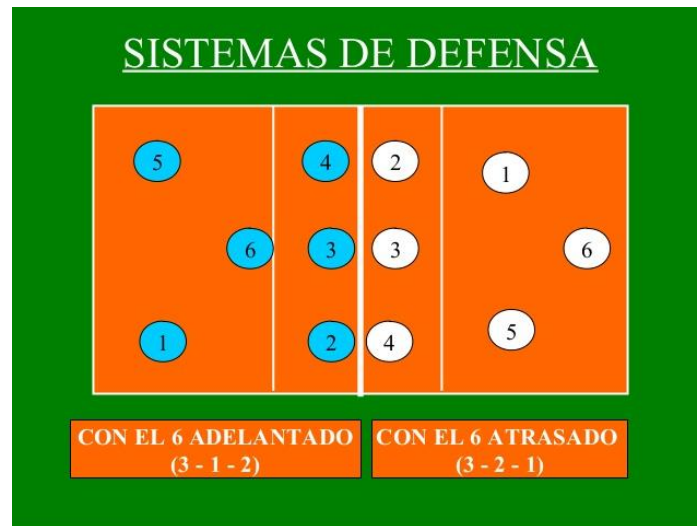 SISTEMAS DE DEFENSA
5 4 2 1
6 3 3 6
1 2 4 5
CON EL 6 ADELANTADO
(3 - 1 - 2)
CON EL 6 ATRASADO
(3 - 2 - 1)